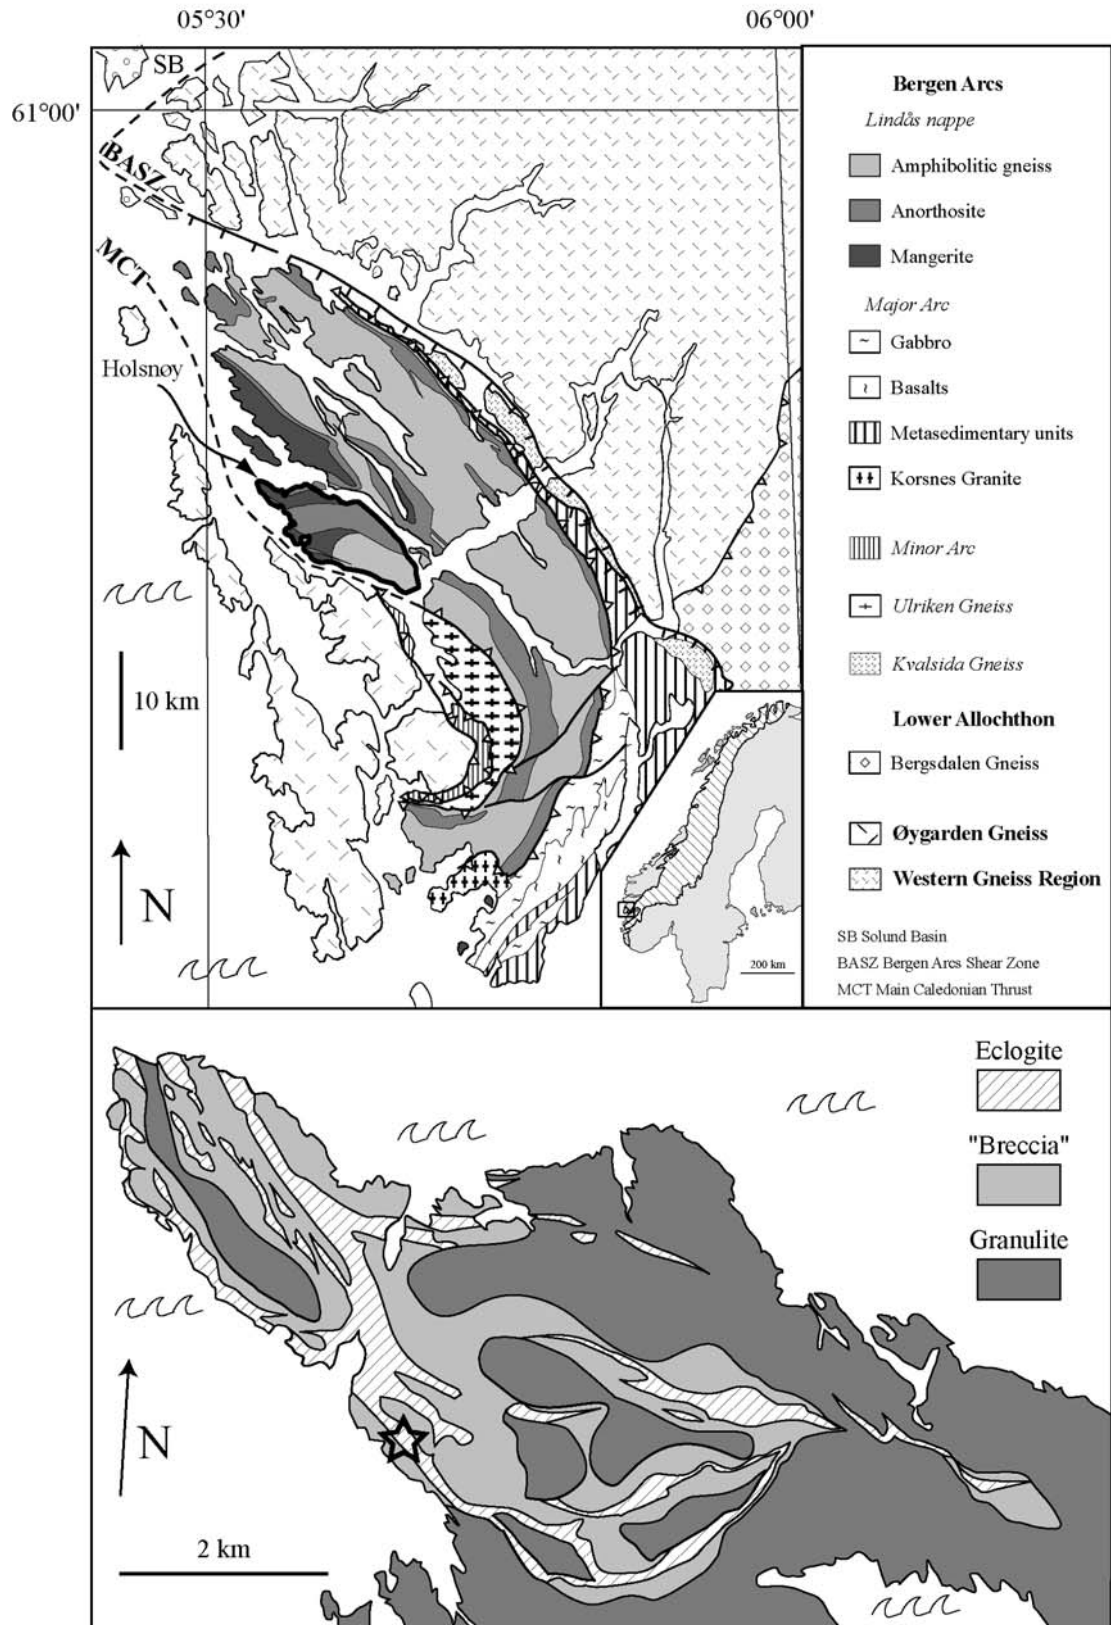 05°30'
06°00'
61°00'
SB
BASZ
MCT
Holsnøy
10 km
N
200 km
Bergen Arcs
Lindås nappe
Amphibolitic gneiss
Anorthosite
Mangerite
Major Arc
Gabbro
Basalts
Metasedimentary units
Korsnes Granite
Minor Arc
Ulriken Gneiss
Kvalsida Gneiss
Lower Allochthon
Bergsdalen Gneiss
Øygarden Gneiss
Western Gneiss Region
SB Solund Basin
BASZ Bergen Arcs Shear Zone
MCT Main Caledonian Thrust
Eclogite
"Breccia"
Granulite
N
2 km